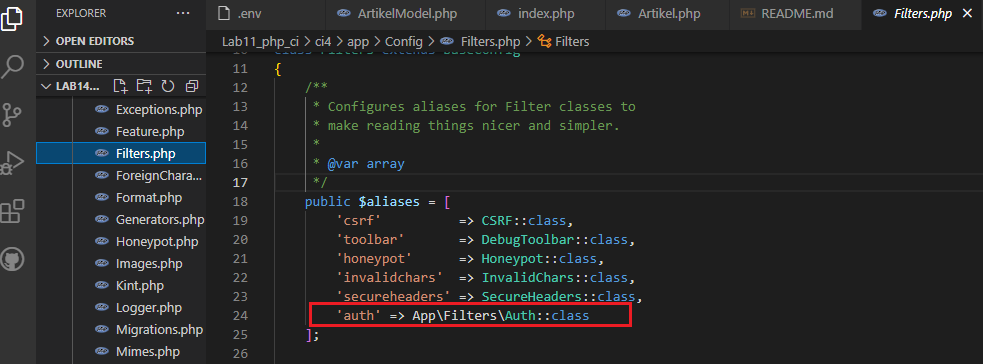 EXPLORER ...
OPEN EDITORS
OUTLINE
LAB14...
Exceptions.php
Feature.php
Filters.php
ForeignChara...
Format.php
Generators.php
Honeypot.php
Images.php
Kint.php
Logger.php
Migrations.php
Mimes.php
.env ArtikelModel.php index.php Artikel.php README.md Filters.php
Lab11_php_ci > ci4 > app > Config > Filters.php > Filters
10 class Filters extends BaseConfig
11 {
12 /**
13 * Configures aliases for Filter classes to
14 * make reading things nicer and simpler.
15 *
16 * @var array
17 */
18 public $aliases = [
19 'csrf' => CSRF::class,
20 'toolbar' => DebugToolbar::class,
21 'honeypot' => Honeypot::class,
22 'invalidchars' => InvalidChars::class,
23 'secureheaders' => SecureHeaders::class,
24 'auth' => App\Filters\Auth::class
25 ];
26